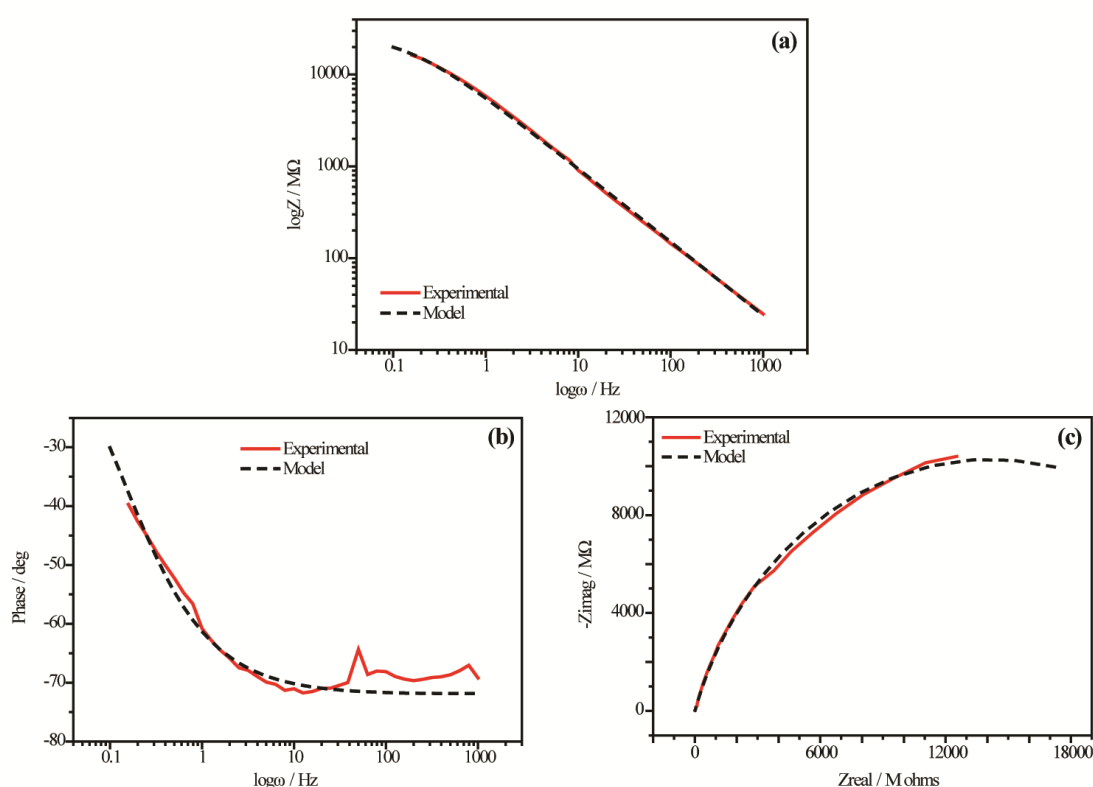 (a)
10000
1000
100
10
logZ / MΩ
Experimental
Model
0.1 1 10 100 1000
logω / Hz
(b)
-30
-40
-50
-60
-70
-80
Phase / deg
Experimental
Model
0.1 1 10 100 1000
logω / Hz
(c)
12000
8000
4000
0
-Zimag / MΩ
Experimental
Model
0 6000 12000 18000
Zreal / M ohms